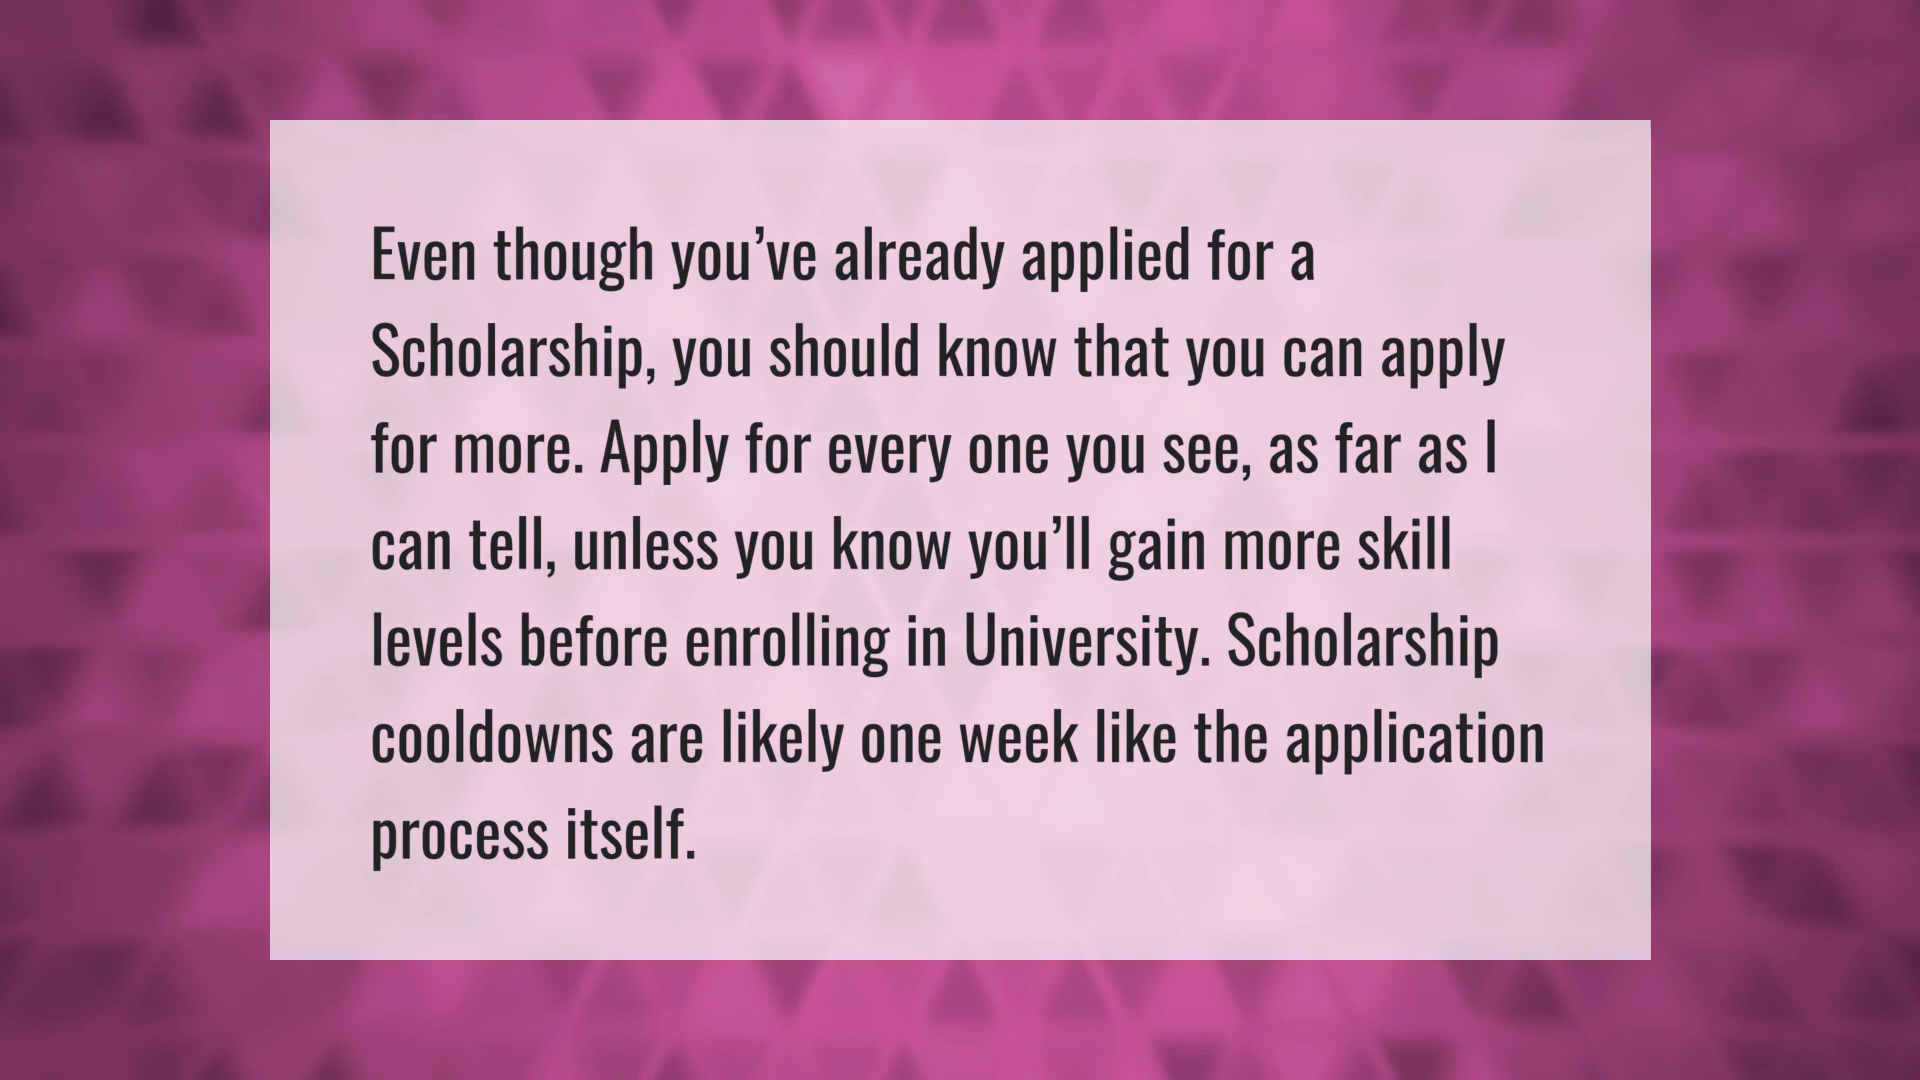 Even though you’ve already applied for a
Scholarship, you should know that you can apply
for more. Apply for every one you see, as far as I
can tell, unless you know you’ll gain more skill
levels before enrolling in University. Scholarship
cooldowns are likely one week like the application
process itself.